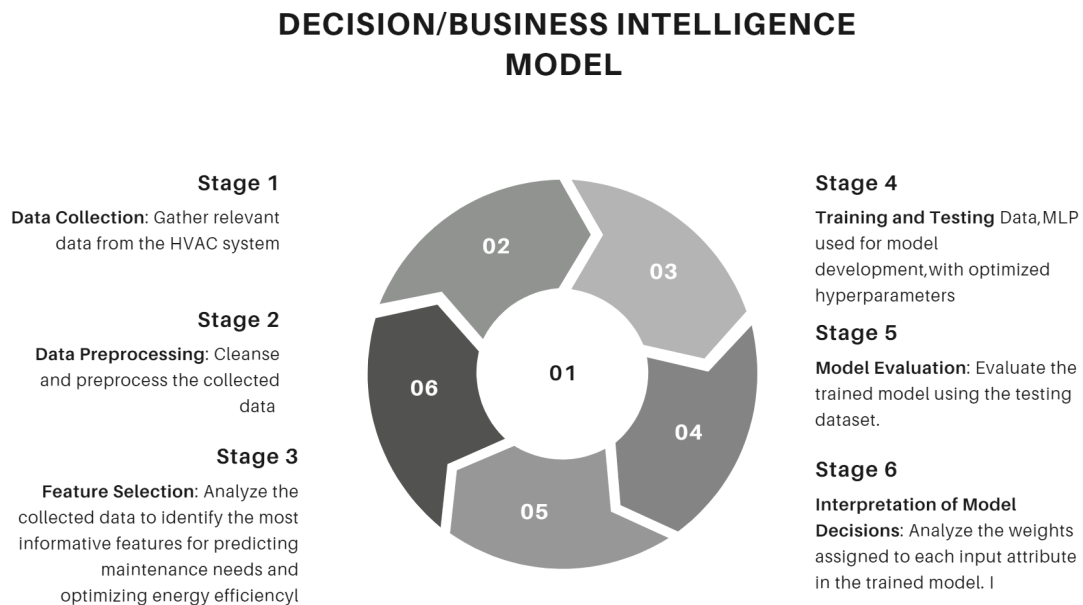 DECISION/BUSINESS INTELLIGENCE
MODEL
Stage 1
Data Collection: Gather relevant
data from the HVAC system
Stage 2
Data Preprocessing: Cleanse
and preprocess the collected
data
Stage 3
Feature Selection: Analyze the
collected data to identify the most
informative features for predicting
maintenance needs and
optimizing energy efficiencyl
02
03
01
06
04
05
Stage 4
Training and Testing Data,MLP
used for model
development,with optimized
hyperparameters
Stage 5
Model Evaluation: Evaluate the
trained model using the testing
dataset.
Stage 6
Interpretation of Model
Decisions: Analyze the weights
assigned to each input attribute
in the trained model. I